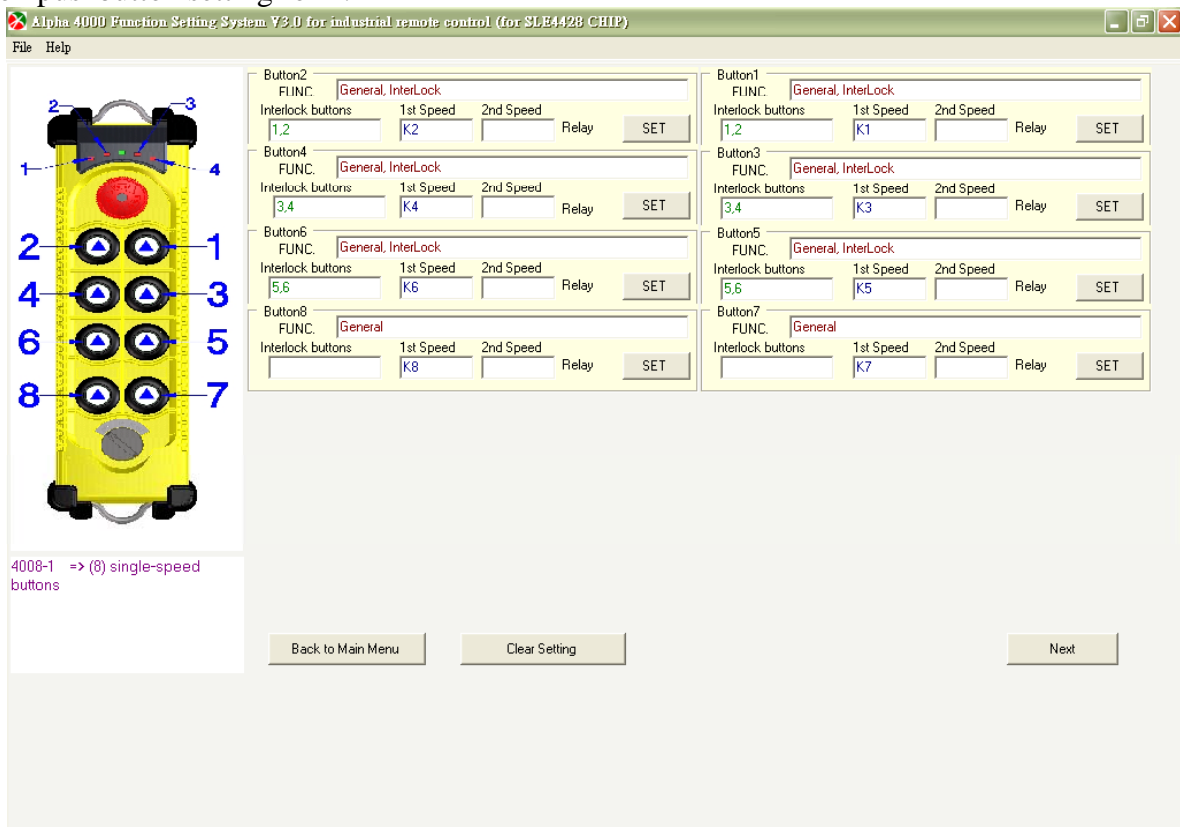 Alpha 4000 Function Setting System V3.0 for industrial remote control (for SLE4428 CHIP)
File Help
2 3
1 4
2 1
4 3
6 5
8 7
4008-1 => (8) single-speed
buttons
Button2
FUNC. General, InterLock
Interlock buttons 1st Speed 2nd Speed
1,2 K2 Relay SET
Button1
FUNC. General, InterLock
Interlock buttons 1st Speed 2nd Speed
1,2 K1 Relay SET
Button4
FUNC. General, InterLock
Interlock buttons 1st Speed 2nd Speed
3,4 K4 Relay SET
Button3
FUNC. General, InterLock
Interlock buttons 1st Speed 2nd Speed
3,4 K3 Relay SET
Button6
FUNC. General, InterLock
Interlock buttons 1st Speed 2nd Speed
5,6 K6 Relay SET
Button5
FUNC. General, InterLock
Interlock buttons 1st Speed 2nd Speed
5,6 K5 Relay SET
Button8
FUNC. General
Interlock buttons 1st Speed 2nd Speed
K8 Relay SET
Button7
FUNC. General
Interlock buttons 1st Speed 2nd Speed
K7 Relay SET
Back to Main Menu Clear Setting Next